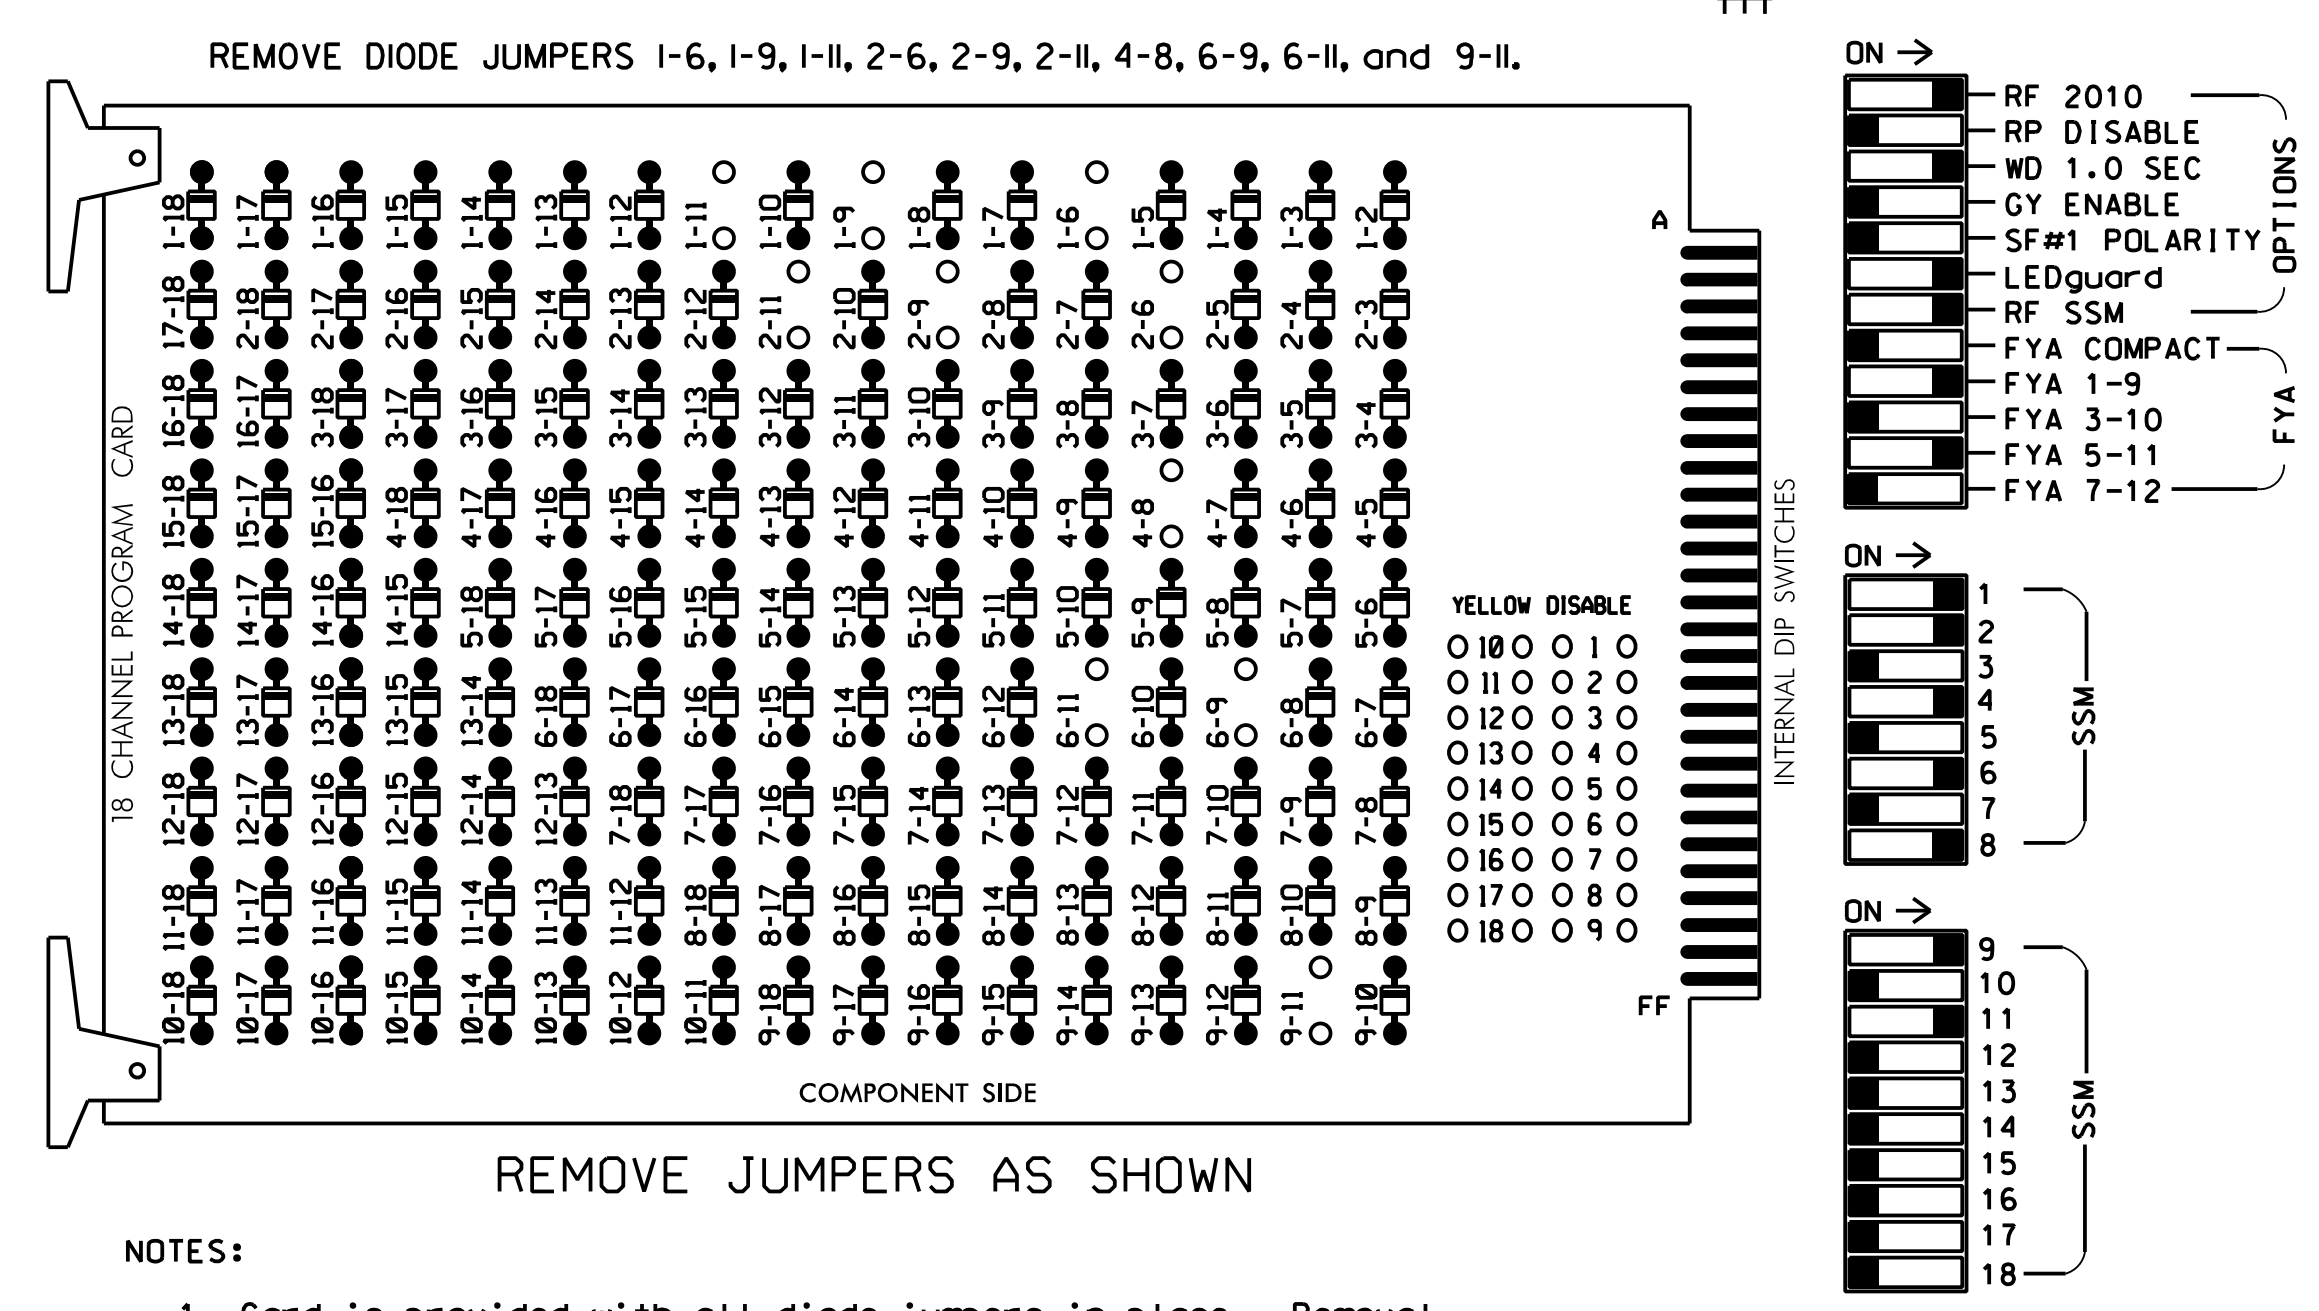 REMOVE DIODE JUMPERS 1-6, 1-9, 1-11, 2-6, 2-9, 2-11, 4-8, 6-9, 6-11, and 9-11.
18 CHANNEL PROGRAM CARD
1-18 1-17 1-16 1-15 1-14 1-13 1-12 1-11 1-10 1-9 1-8 1-7 1-6 1-5 1-4 1-3 1-2
17-18 2-18 2-17 2-16 2-15 2-14 2-13 2-12 2-11 2-10 2-9 2-8 2-7 2-6 2-5 2-4 2-3
16-18 16-17 3-18 3-17 3-16 3-15 3-14 3-13 3-12 3-11 3-10 3-9 3-8 3-7 3-6 3-5 3-4
15-18 15-17 15-16 4-18 4-17 4-16 4-15 4-14 4-13 4-12 4-11 4-10 4-9 4-8 4-7 4-6 4-5
14-18 14-17 14-16 14-15 5-18 5-17 5-16 5-15 5-14 5-13 5-12 5-11 5-10 5-9 5-8 5-7 5-6
13-18 13-17 13-16 13-15 13-14 6-18 6-17 6-16 6-15 6-14 6-13 6-12 6-11 6-10 6-9 6-8 6-7
12-18 12-17 12-16 12-15 12-14 12-13 7-18 7-17 7-16 7-15 7-14 7-13 7-12 7-11 7-10 7-9 7-8
11-18 11-17 11-16 11-15 11-14 11-13 11-12 8-18 8-17 8-16 8-15 8-14 8-13 8-12 8-11 8-10 8-9
10-18 10-17 10-16 10-15 10-14 10-13 10-12 10-11 9-18 9-17 9-16 9-15 9-14 9-13 9-12 9-11 9-10
A
YELLOW DISABLE
10 1
11 2
12 3
13 4
14 5
15 6
16 7
17 8
18 9
FF
COMPONENT SIDE
INTERNAL DIP SWITCHES
ON
RF 2010
RP DISABLE
WD 1.0 SEC
GY ENABLE
SF#1 POLARITY
LEDguard
RF SSM
OPTIONS
FYA COMPACT
FYA 1-9
FYA 3-10
FYA 5-11
FYA 7-12
FYA
ON
1
2
3
4
5
6
7
8
SSM
ON
9
10
11
12
13
14
15
16
17
18
SSM
REMOVE JUMPERS AS SHOWN
NOTES:
1. Card is provided with all diode jumpers in place. Removal